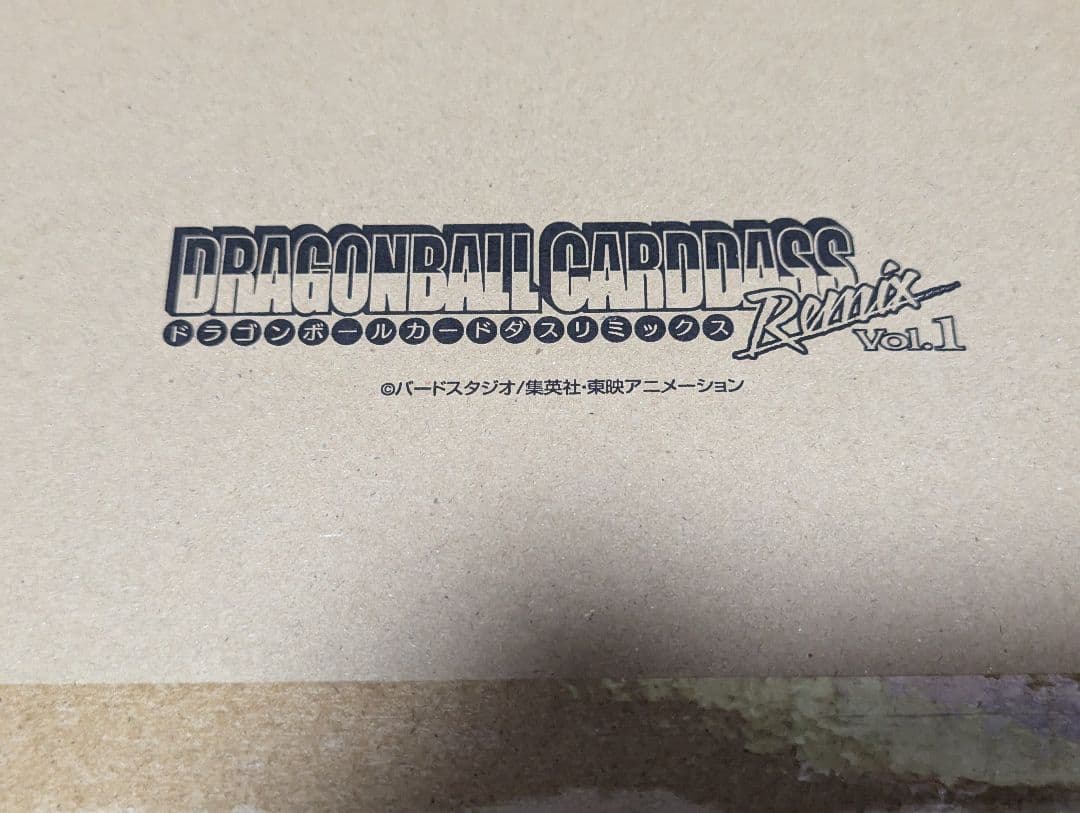 DRAGONBALL CARDDASS
ドラゴンボールカードダスリミックス Remix Vol.1
©バードスタジオ/集英社・東映アニメーション